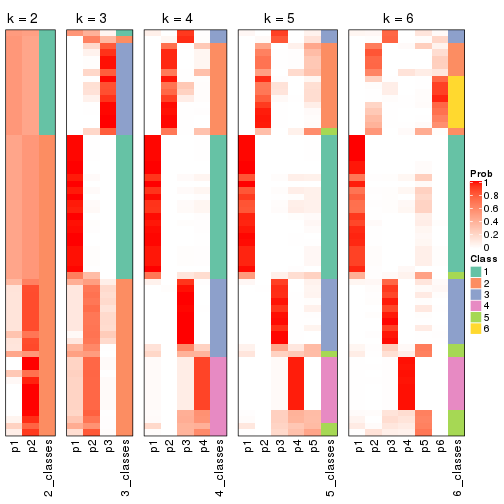 k = 2
k = 3
k = 4
k = 5
k = 6
Prob
1
0.8
0.6
0.4
0.2
0
Class
1
2
3
4
5
6
p1
p2
2_classes
p1
p2
p3
3_classes
p1
p2
p3
p4
4_classes
p1
p2
p3
p4
p5
5_classes
p1
p2
p3
p4
p5
p6
6_classes